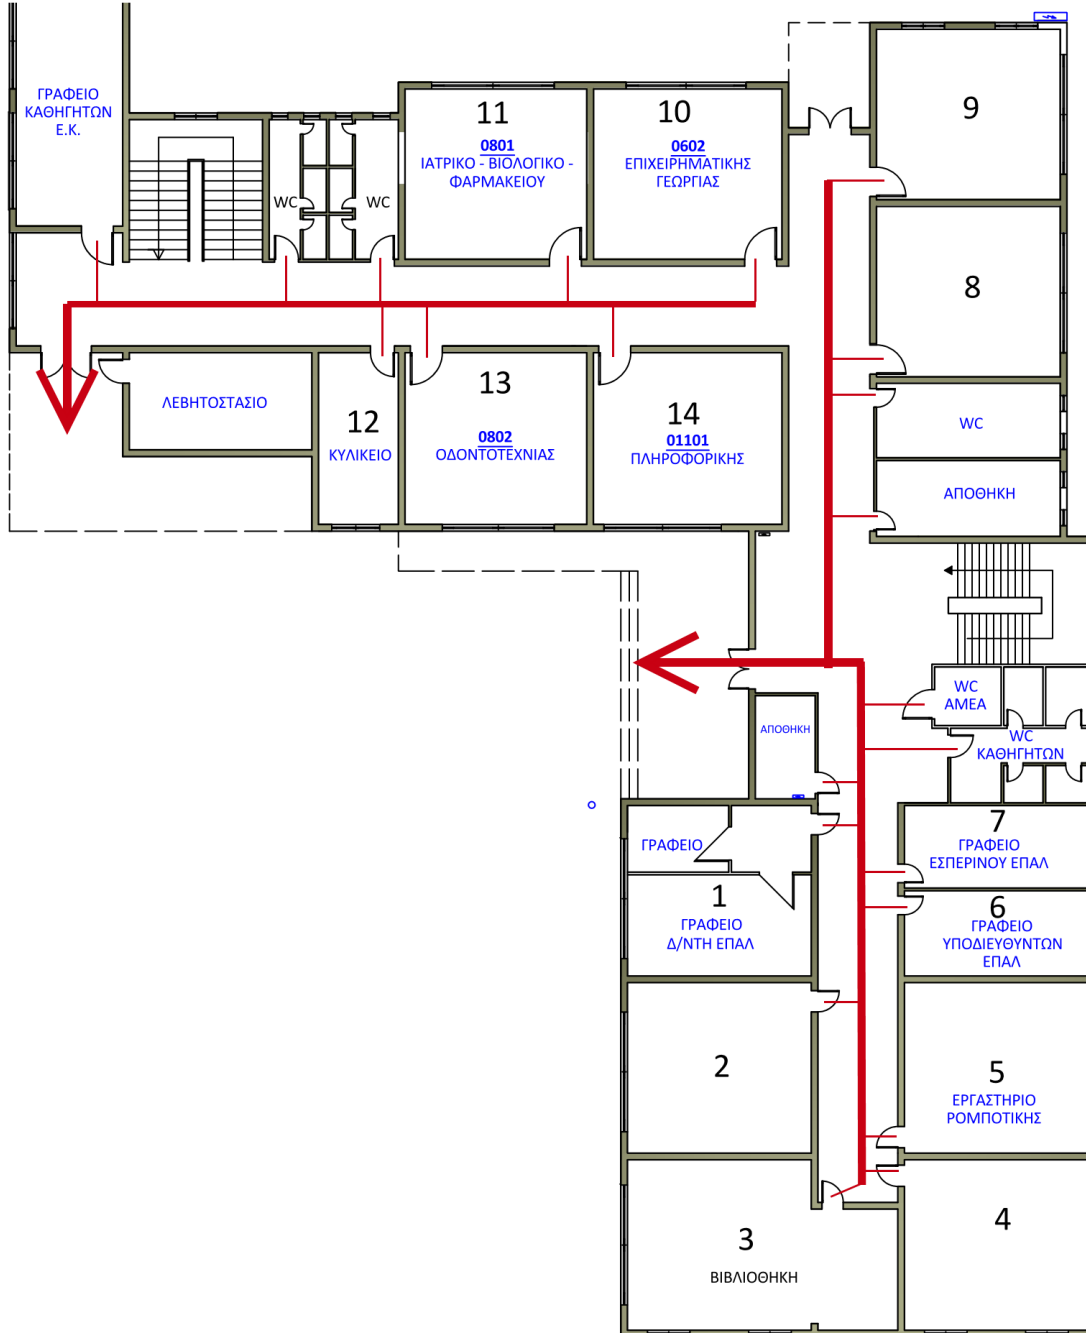 ΓΡΑΦΕΙΟ
ΚΑΘΗΓΗΤΩΝ
Ε.Κ.
WC
WC
11
0801
ΙΑΤΡΙΚΟ - ΒΙΟΛΟΓΙΚΟ -
ΦΑΡΜΑΚΕΙΟΥ
10
0602
ΕΠΙΧΕΙΡΗΜΑΤΙΚΗΣ
ΓΕΩΡΓΙΑΣ
9
8
ΛΕΒΗΤΟΣΤΑΣΙΟ
12
ΚΥΛΙΚΕΙΟ
13
0802
ΟΔΟΝΤΟΤΕΧΝΙΑΣ
14
01101
ΠΛΗΡΟΦΟΡΙΚΗΣ
WC
ΑΠΟΘΗΚΗ
WC
ΑΜΕΑ
WC
ΚΑΘΗΓΗΤΩΝ
ΑΠΟΘΗΚΗ
ΓΡΑΦΕΙΟ
1
ΓΡΑΦΕΙΟ
Δ/ΝΤΗ ΕΠΑΛ
7
ΓΡΑΦΕΙΟ
ΕΣΠΕΡΙΝΟΥ ΕΠΑΛ
6
ΓΡΑΦΕΙΟ
ΥΠΟΔΙΕΥΘΥΝΤΩΝ
ΕΠΑΛ
2
5
ΕΡΓΑΣΤΗΡΙΟ
ΡΟΜΠΟΤΙΚΗΣ
3
ΒΙΒΛΙΟΘΗΚΗ
4